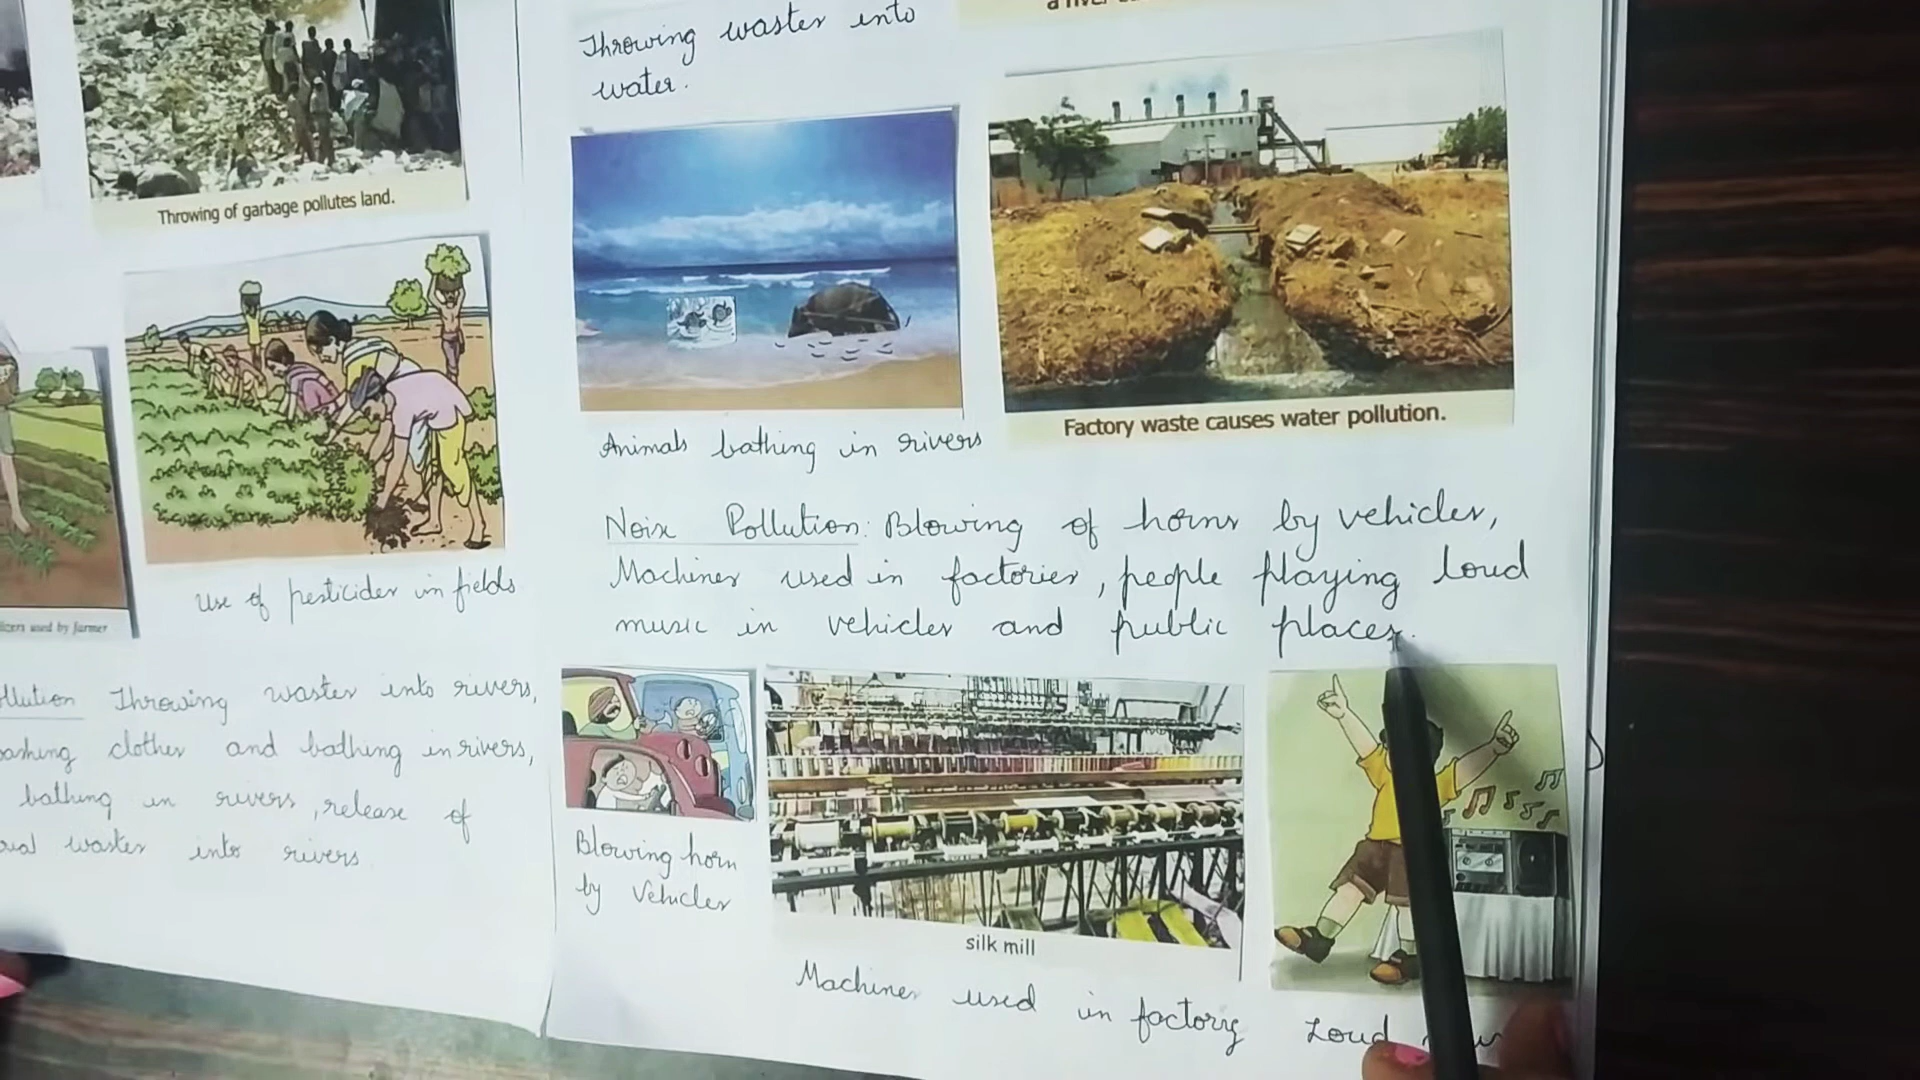 Throwing of garbage pollutes land.
Use of pesticides in fields
used by farmer
Throwing wastes into rivers,
clothes and bathing in rivers,
bathing in rivers, release of
wastes into rivers
Throwing wastes into
water.
Animals bathing in rivers
Factory waste causes water pollution.
Noise Pollution: Blowing of horns by vehicles,
Machines used in factories, people playing loud
music in vehicles and public places.
Blowing horn
by vehicles
silk mill
Machines used in factory
Loud